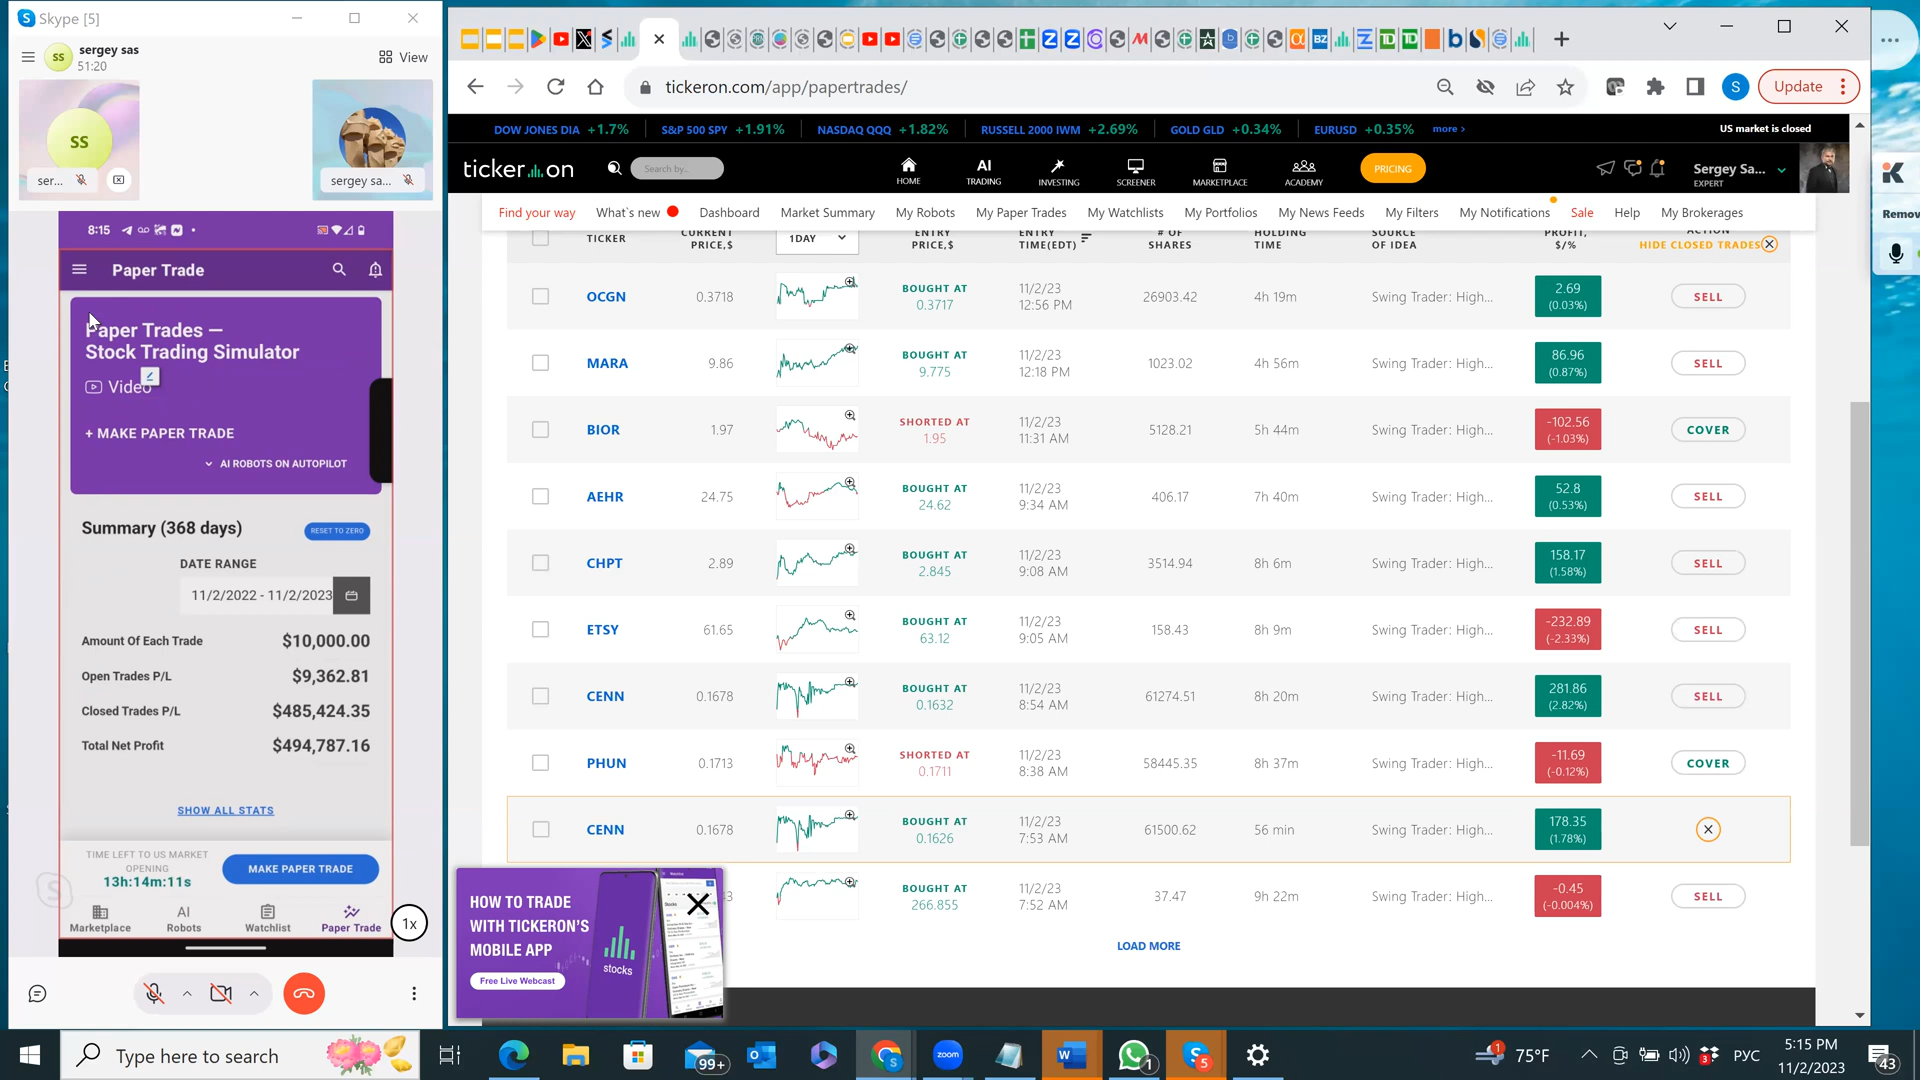 Skype [5]
sergey sas
51:20
View
SS
ser...
sergey sa...
8:15
Paper Trade
Paper Trades —
Stock Trading Simulator
Video
+ MAKE PAPER TRADE
AI ROBOTS ON AUTOPILOT
Summary (368 days)
RESET TO ZERO
DATE RANGE
11/2/2022 - 11/2/2023
Amount Of Each Trade $10,000.00
Open Trades P/L $9,362.81
Closed Trades P/L $485,424.35
Total Net Profit $494,787.16
SHOW ALL STATS
TIME LEFT TO US MARKET
OPENING
13h:14m:11s
MAKE PAPER TRADE
Marketplace
AI
Robots
Watchlist
Paper Trade
1x
tickeron.com/app/papertrades/
S
Update
DOW JONES DIA +1.7% S&P 500 SPY +1.91% NASDAQ QQQ +1.82% RUSSELL 2000 IWM +2.69% GOLD GLD +0.34% EURUSD +0.35% more >
US market is closed
tickeron
Search by...
HOME
AI TRADING
INVESTING
SCREENER
MARKETPLACE
ACADEMY
PRICING
Sergey Sa...
EXPERT
Find your way What`s new Dashboard Market Summary My Robots My Paper Trades My Watchlists My Portfolios My News Feeds My Filters My Notifications Sale Help My Brokerages
TICKER
CURRENT
PRICE,$
1DAY
ENTRY
PRICE,$
ENTRY
TIME(EDT)
# OF
SHARES
HOLDING
TIME
SOURCE
OF IDEA
PROFIT,
$/%
ACTION
HIDE CLOSED TRADES
OCGN 0.3718 BOUGHT AT 0.3717 11/2/23 12:56 PM 26903.42 4h 19m Swing Trader: High... 2.69 (0.03%) SELL
MARA 9.86 BOUGHT AT 9.775 11/2/23 12:18 PM 1023.02 4h 56m Swing Trader: High... 86.96 (0.87%) SELL
BIOR 1.97 SHORTED AT 1.95 11/2/23 11:31 AM 5128.21 5h 44m Swing Trader: High... -102.56 (-1.03%) COVER
AEHR 24.75 BOUGHT AT 24.62 11/2/23 9:34 AM 406.17 7h 40m Swing Trader: High... 52.8 (0.53%) SELL
CHPT 2.89 BOUGHT AT 2.845 11/2/23 9:08 AM 3514.94 8h 6m Swing Trader: High... 158.17 (1.58%) SELL
ETSY 61.65 BOUGHT AT 63.12 11/2/23 9:05 AM 158.43 8h 9m Swing Trader: High... -232.89 (-2.33%) SELL
CENN 0.1678 BOUGHT AT 0.1632 11/2/23 8:54 AM 61274.51 8h 20m Swing Trader: High... 281.86 (2.82%) SELL
PHUN 0.1713 SHORTED AT 0.1711 11/2/23 8:38 AM 58445.35 8h 37m Swing Trader: High... -11.69 (-0.12%) COVER
CENN 0.1678 BOUGHT AT 0.1626 11/2/23 7:53 AM 61500.62 56 min Swing Trader: High... 178.35 (1.78%)
3 BOUGHT AT 266.855 11/2/23 7:52 AM 37.47 9h 22m Swing Trader: High... -0.45 (-0.004%) SELL
LOAD MORE
HOW TO TRADE
WITH TICKERON'S
MOBILE APP
Free Live Webcast
stocks
Type here to search
99+
zoom
1
5
75°F
РУС
5:15 PM
11/2/2023
43
Remov